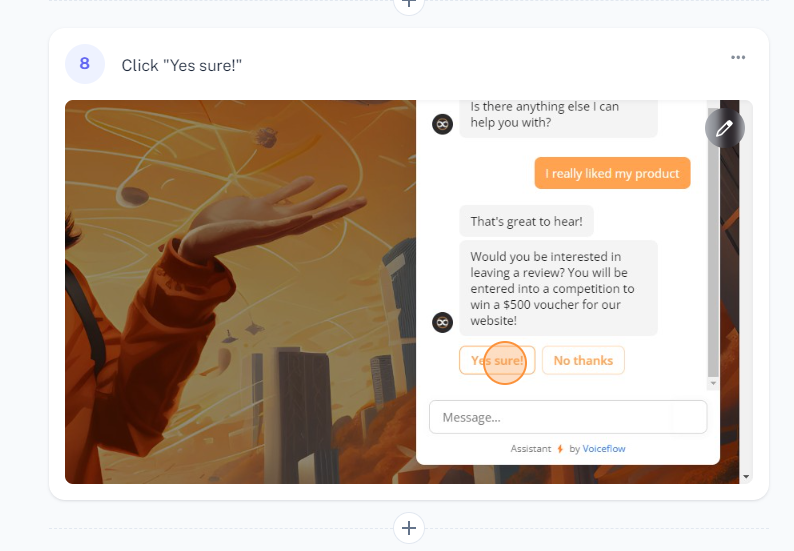 8
Click "Yes sure!"
Is there anything else I can
help you with?
I really liked my product
That's great to hear!
Would you be interested in
leaving a review? You will be
entered into a competition to
win a $500 voucher for our
website!
Yes sure!
No thanks
Message...
Assistant by Voiceflow